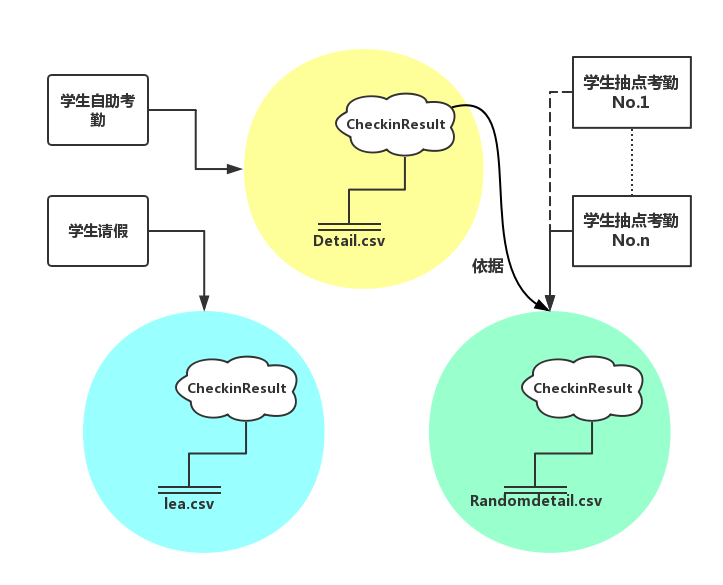 学生自助考
勤
CheckinResult
学生抽点考勤
No.1
学生请假
Detail.csv
学生抽点考勤
No.n
依据
CheckinResult
CheckinResult
lea.csv
Randomdetail.csv